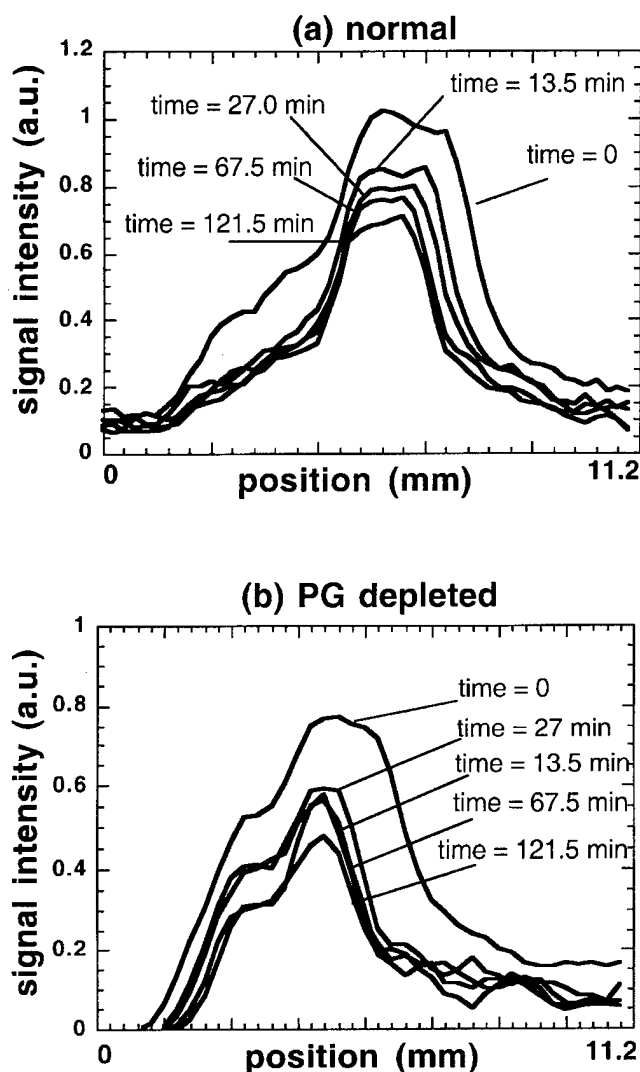 (a) normal
signal intensity (a.u.)
1.2
1
0.8
0.6
0.4
0.2
0
time = 27.0 min
time = 13.5 min
time = 67.5 min
time = 0
time = 121.5 min
0
position (mm)
11.2
(b) PG depleted
signal intensity (a.u.)
1
0.8
0.6
0.4
0.2
0
time = 0
time = 27 min
time = 13.5 min
time = 67.5 min
time = 121.5 min
0
position (mm)
11.2